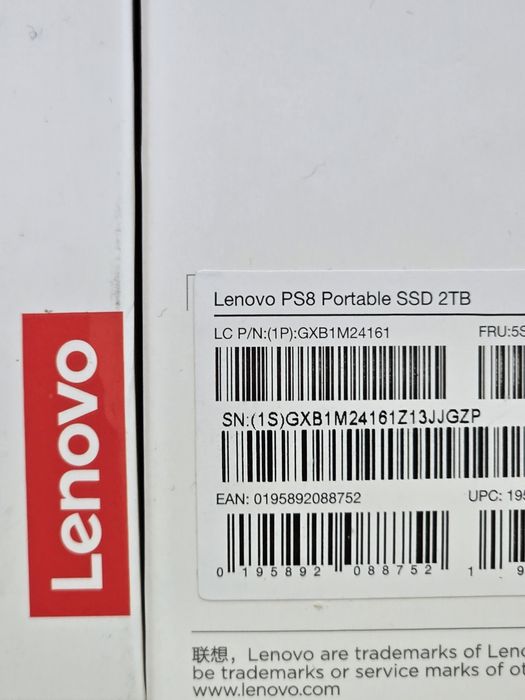 Lenovo
Lenovo PS8 Portable SSD 2TB
LC P/N:(1P):GXB1M24161
FRU:5S
SN:(1S)GXB1M24161Z13JJGZP
EAN: 0195892088752
UPC: 195
0 195892 088752
1 9
联想，Lenovo are trademarks of Leno
be trademarks or service marks of ot
www.lenovo.com